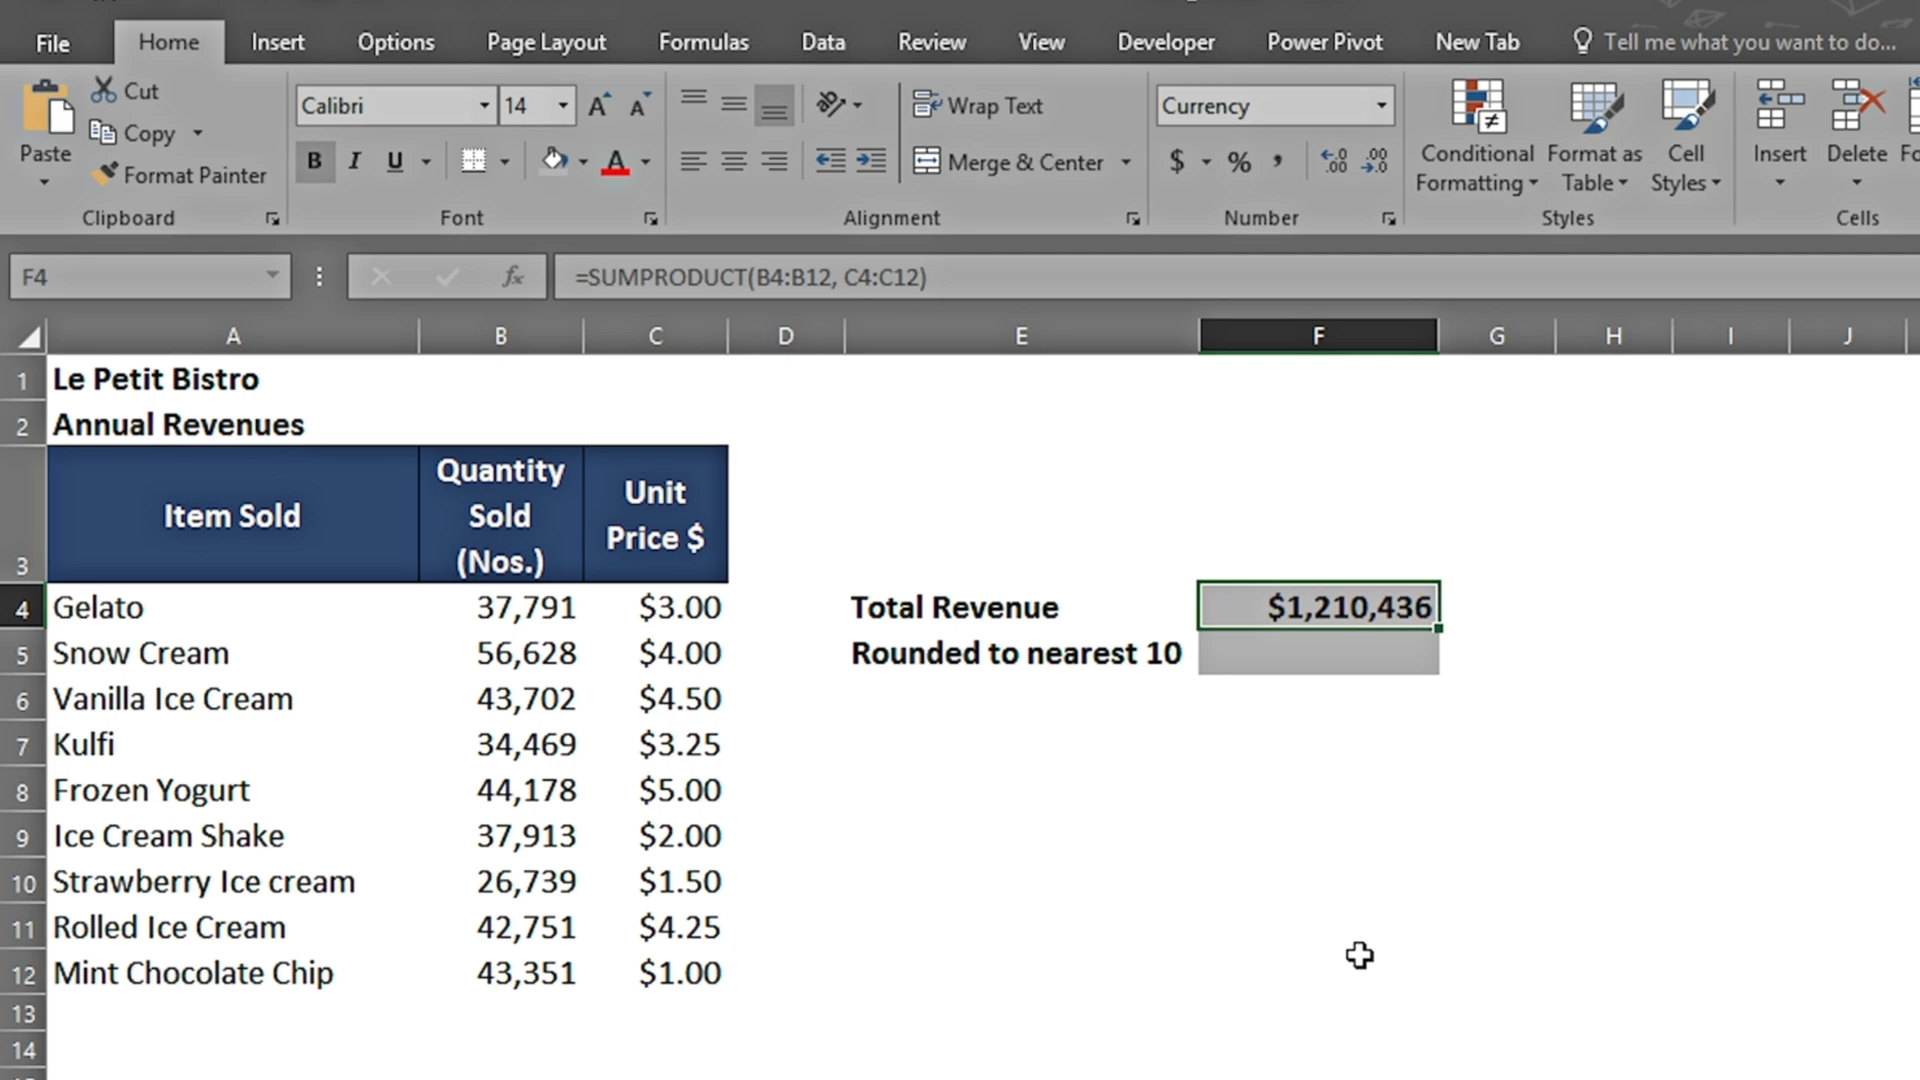 File Home Insert Options Page Layout Formulas Data Review View Developer Power Pivot New Tab Tell me what you want to do...
Cut
Copy
Format Painter
Paste
Clipboard
Calibri 14 A A
B I U A
Font
Wrap Text
Merge & Center
Alignment
Currency
$ % , .00 .0
Number
Conditional Formatting
Format as Table
Cell Styles
Styles
Insert Delete
Cells
F4 fx =SUMPRODUCT(B4:B12, C4:C12)
A B C D E F G H I J
1 Le Petit Bistro
2 Annual Revenues
3 Item Sold Quantity Sold (Nos.) Unit Price $
4 Gelato 37,791 $3.00 Total Revenue $1,210,436
5 Snow Cream 56,628 $4.00 Rounded to nearest 10
6 Vanilla Ice Cream 43,702 $4.50
7 Kulfi 34,469 $3.25
8 Frozen Yogurt 44,178 $5.00
9 Ice Cream Shake 37,913 $2.00
10 Strawberry Ice cream 26,739 $1.50
11 Rolled Ice Cream 42,751 $4.25
12 Mint Chocolate Chip 43,351 $1.00
13
14